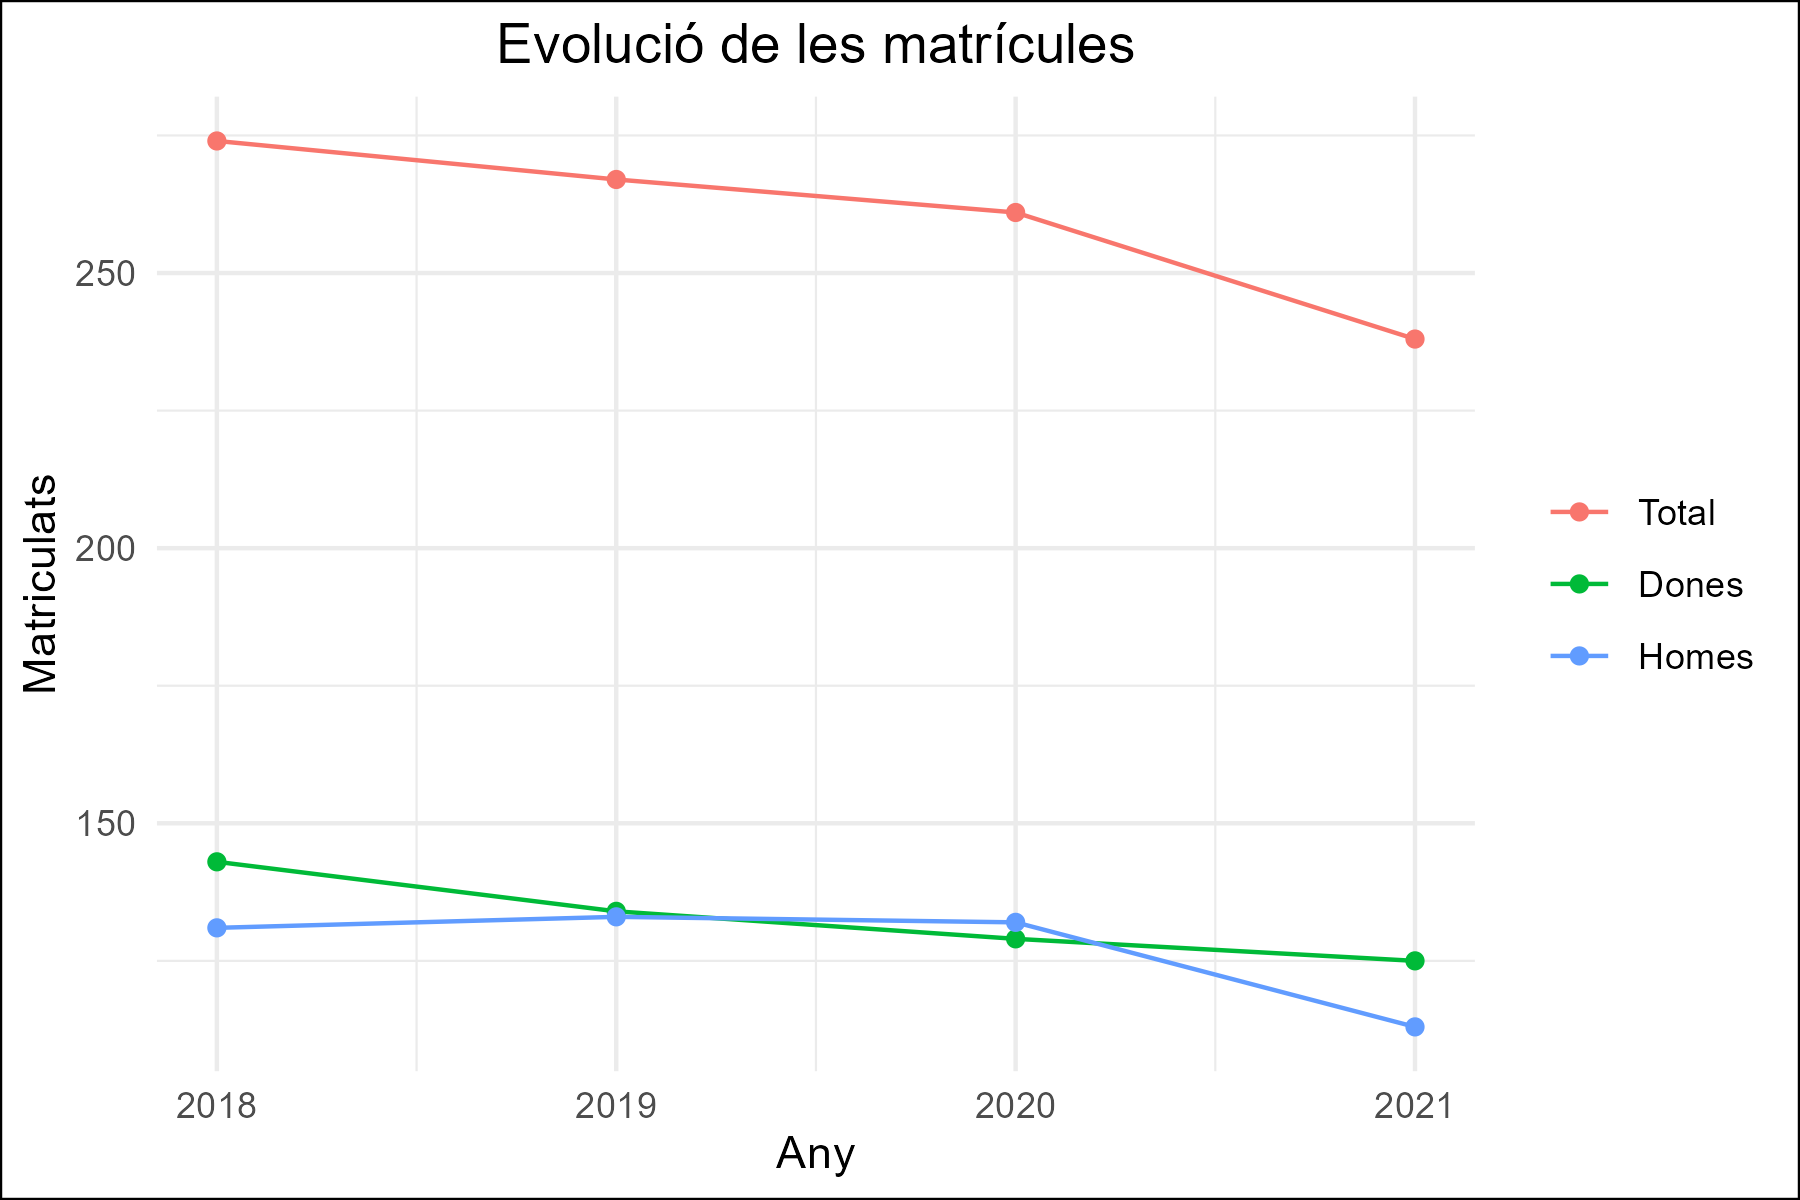 Evolució de les matrícules
Matriculats
250
200
150
2018
2019
2020
2021
Any
Total
Dones
Homes